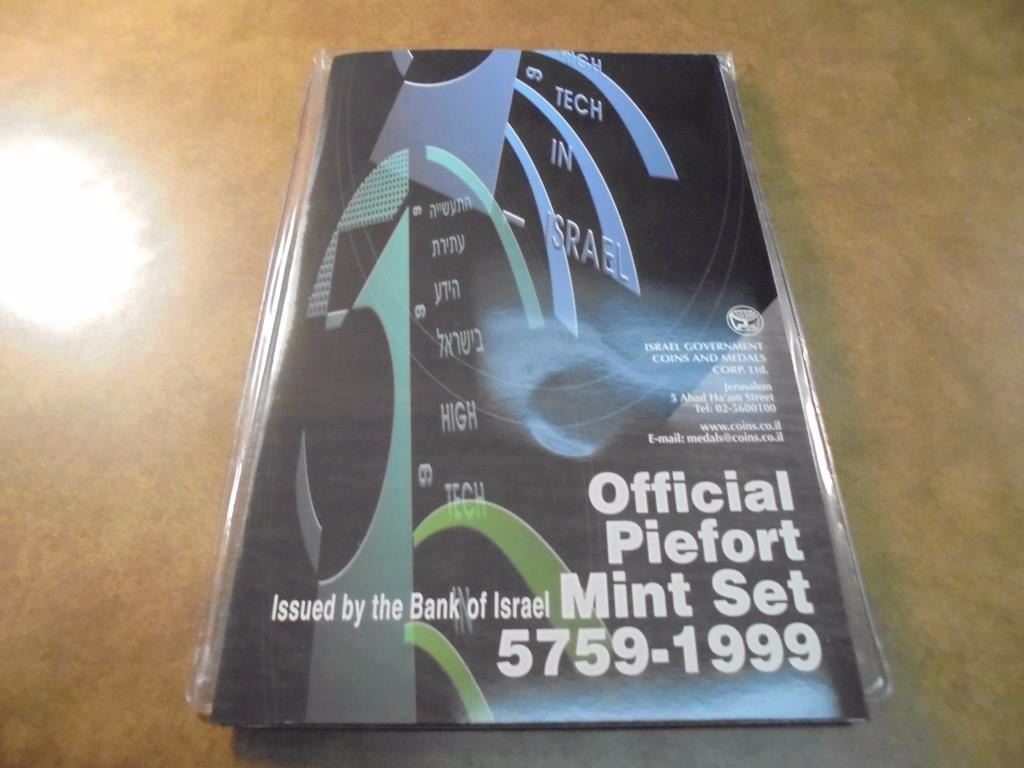 HIGH
TECH
IN
ISRAEL
התעשייה
עתירת
הידע
בישראל
HIGH
TECH
IN
ISRAEL GOVERNMENT
COINS AND MEDALS
CORP. Ltd.
Jerusalem
5 Ahad Ha'am Street
Tel: 02-5600100
www.coins.co.il
E-mail: medals@coins.co.il
Official
Piefort
Issued by the Bank of Israel Mint Set
5759-1999